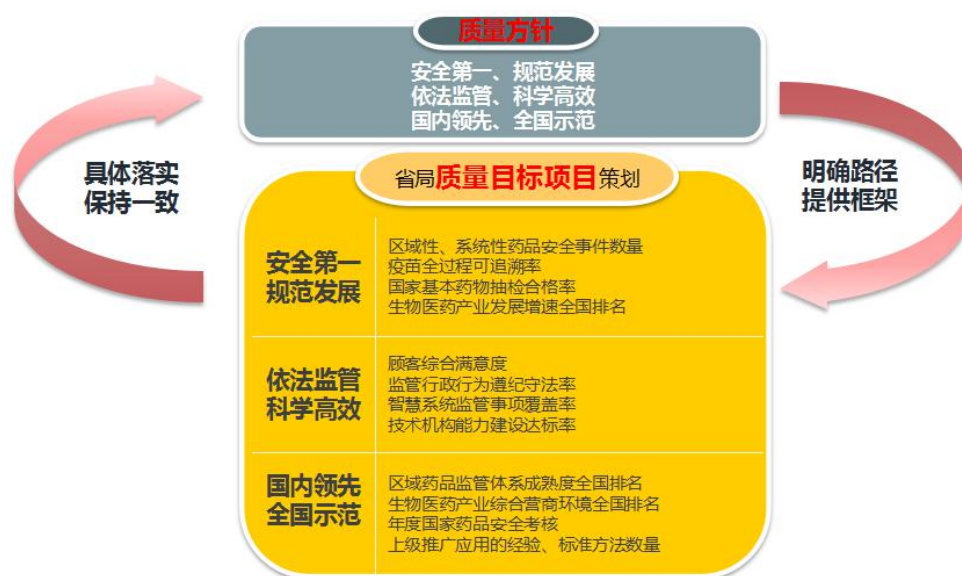 质量方针
安全第一、规范发展
依法监管、科学高效
国内领先、全国示范
具体落实
保持一致
明确路径
提供框架
省局质量目标项目策划
安全第一
规范发展
区域性、系统性药品安全事件数量
疫苗全过程可追溯率
国家基本药物抽检合格率
生物医药产业发展增速全国排名
依法监管
科学高效
顾客综合满意度
监管行政行为遵纪守法率
智慧系统监管事项覆盖率
技术机构能力建设达标率
国内领先
全国示范
区域药品监管体系成熟度全国排名
生物医药产业综合营商环境全国排名
年度国家药品安全考核
上级推广应用的经验、标准方法数量